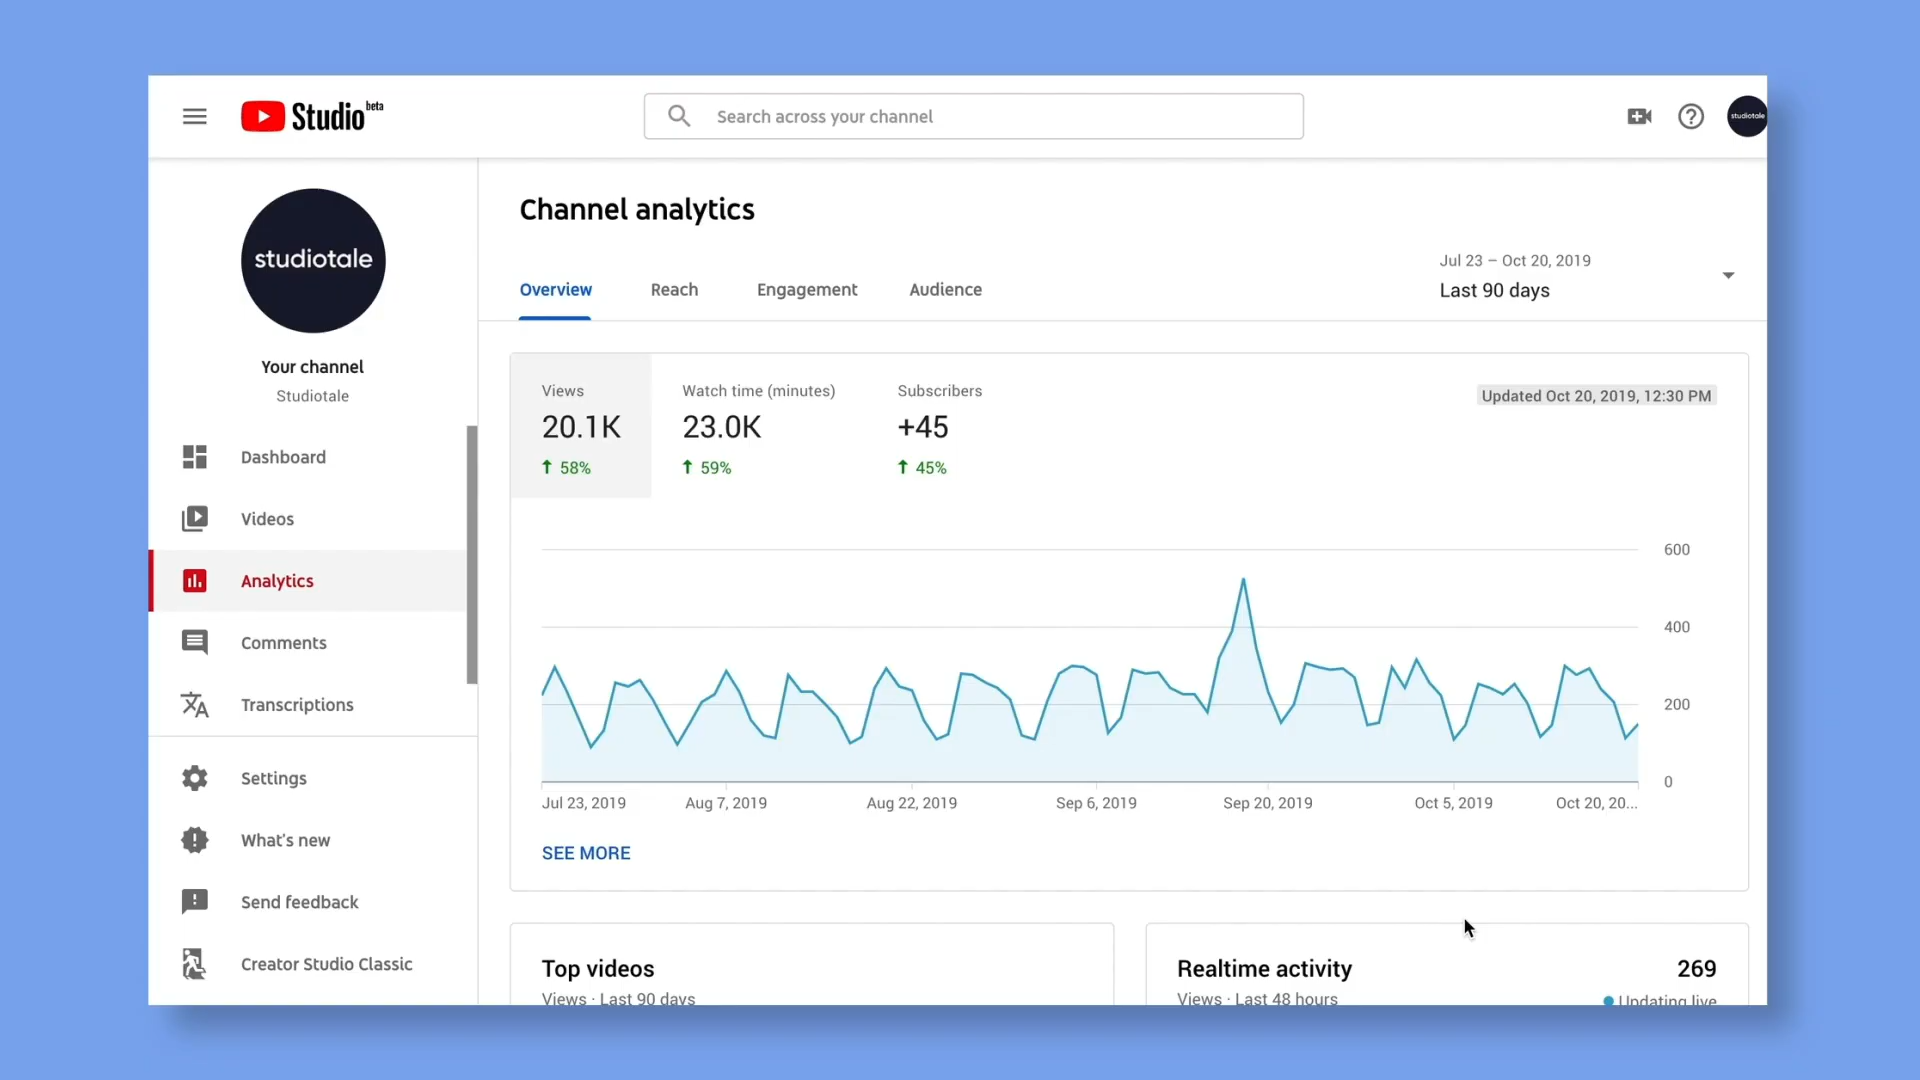 Studio beta
Search across your channel
studiotale
studiotale
Your channel
Studiotale
Dashboard
Videos
Analytics
Comments
Transcriptions
Settings
What's new
Send feedback
Creator Studio Classic
Channel analytics
Overview Reach Engagement Audience
Jul 23 – Oct 20, 2019
Last 90 days
Views Watch time (minutes) Subscribers
20.1K 23.0K +45
58% 59% 45%
Updated Oct 20, 2019, 12:30 PM
600
400
200
0
Jul 23, 2019 Aug 7, 2019 Aug 22, 2019 Sep 6, 2019 Sep 20, 2019 Oct 5, 2019 Oct 20, 20...
SEE MORE
Top videos
Views · Last 90 days
Realtime activity 269
Views · Last 48 hours Updating live